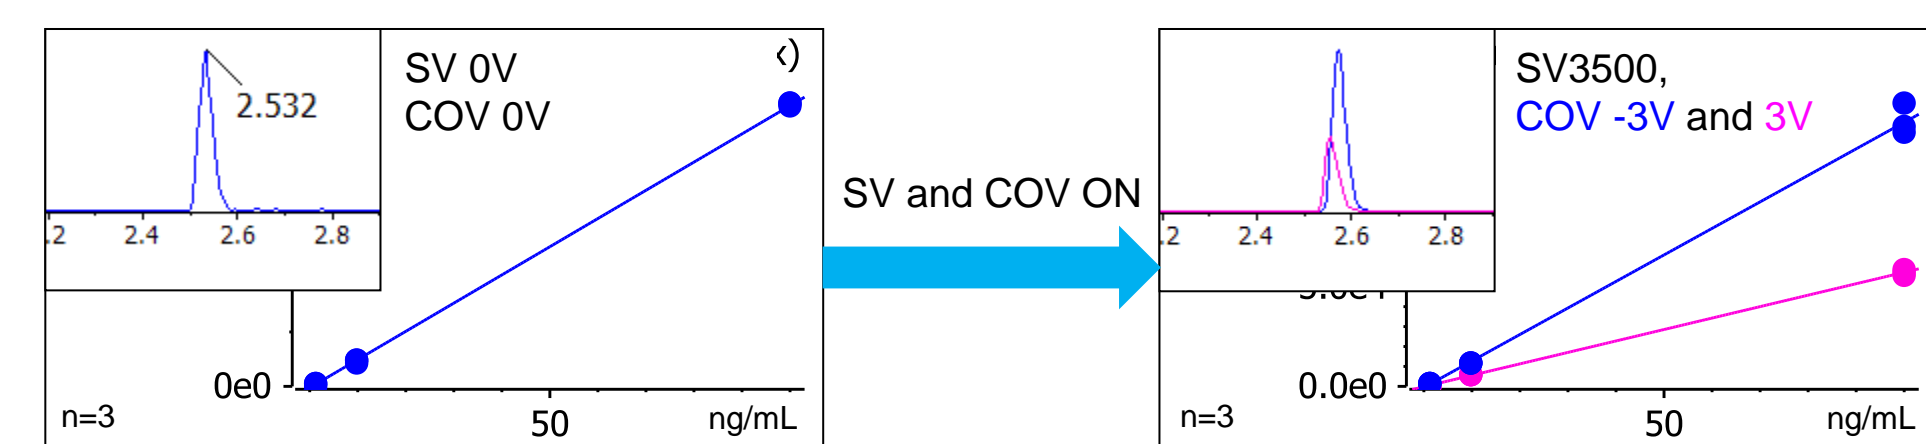 SV 0V
COV 0V
2.532
.2 2.4 2.6 2.8
0e0
50
ng/mL
n=3
SV and COV ON
SV3500,
COV -3V and 3V
.2 2.4 2.6 2.8
0.0e0
50
ng/mL
n=3